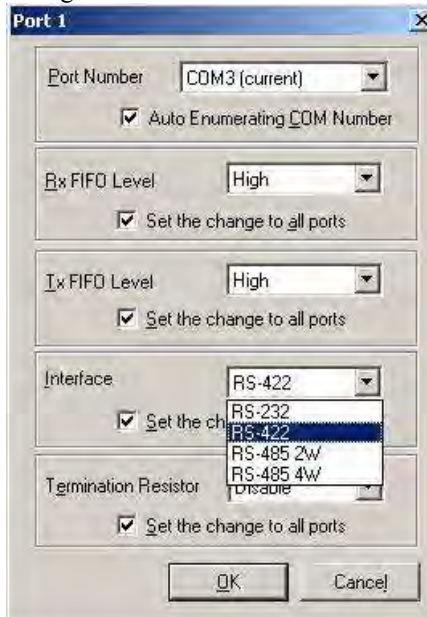 Port 1
Port Number COM3 (current)
Auto Enumerating COM Number
Rx FIFO Level High
Set the change to all ports
Tx FIFO Level High
Set the change to all ports
Interface RS-422
RS-232
Set the ch RS-422
RS-485 2W
RS-485 4W
Termination Resistor Disable
Set the change to all ports
OK Cancel